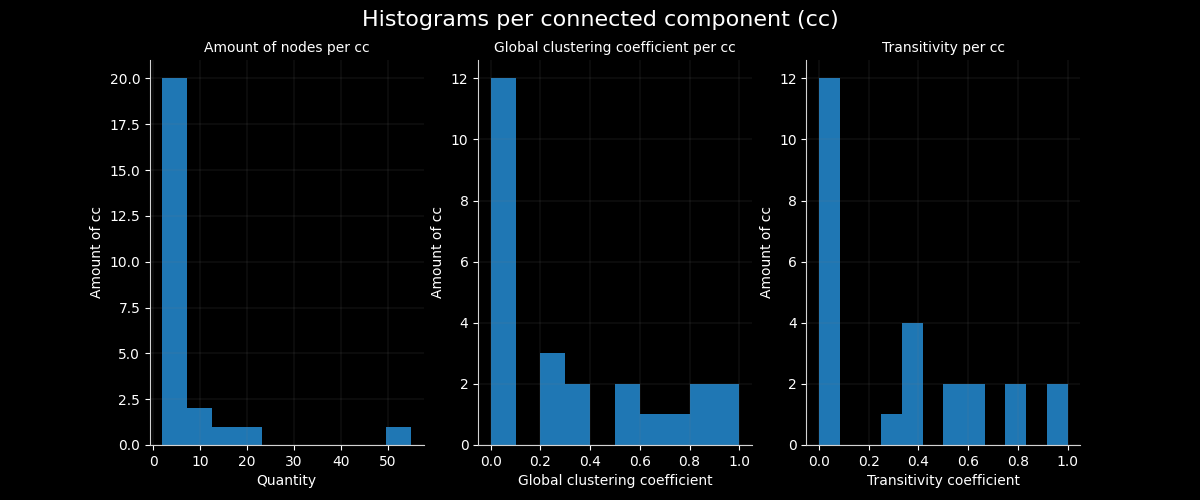 Histograms per connected component (cc)
Amount of nodes per cc
Amount of cc
20.0
17.5
15.0
12.5
10.0
7.5
5.0
2.5
0.0
0 10 20 30 40 50
Quantity
Global clustering coefficient per cc
Amount of cc
12
10
8
6
4
2
0
0.0 0.2 0.4 0.6 0.8 1.0
Global clustering coefficient
Transitivity per cc
Amount of cc
12
10
8
6
4
2
0
0.0 0.2 0.4 0.6 0.8 1.0
Transitivity coefficient